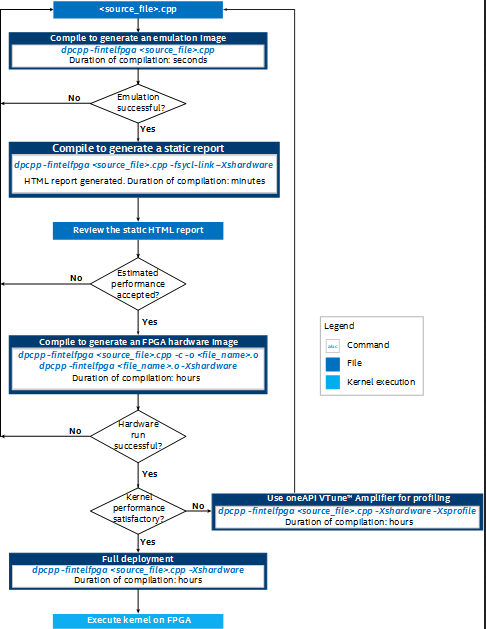 <source_file>.cpp
Compile to generate an emulation Image
dpcpp -fintelfpga <source_file>.cpp
Duration of compilation: seconds
No
Emulation
successful?
Yes
Compile to generate a static report
dpcpp -fintelfpga <source_file>.cpp -fsycl-link -Xshardware
HTML report generated. Duration of compilation: minutes
Review the static HTML report
No
Estimated
performance
accepted?
Yes
Compile to generate an FPGA hardware Image
dpcpp -fintelfpga <source_file>.cpp -c -o <file_name>.o
dpcpp -fintelfpga <file_name>.o -Xshardware
Duration of compilation: hours
No
Hardware
run
successful?
Yes
Kernel
performance
satisfactory?
No
Yes
Use oneAPI VTune™ Amplifier for profiling
dpcpp -fintelfpga <source_file>.cpp -Xshardware -Xsprofile
Duration of compilation: hours
Full deployment
dpcpp -fintelfpga <source_file>.cpp -Xshardware
Duration of compilation: hours
Execute kernel on FPGA
Legend
abc
Command
File
Kernel execution